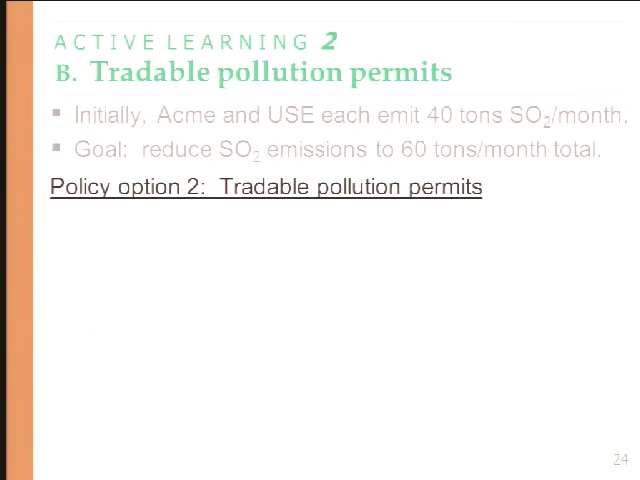 ACTIVE LEARNING 2
B. Tradable pollution permits
▪ Initially, Acme and USE each emit 40 tons SO₂/month.
▪ Goal: reduce SO₂ emissions to 60 tons/month total.
Policy option 2: Tradable pollution permits
24